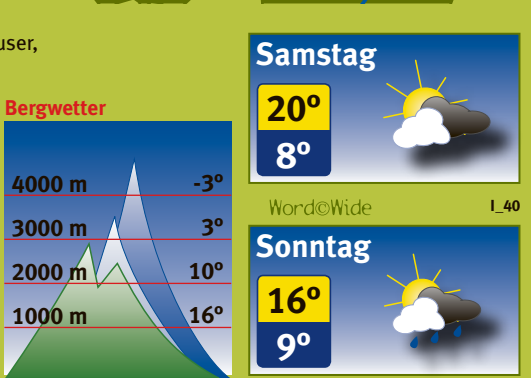 user,
Bergwetter
4000 m -3º
3000 m 3º
2000 m 10º
1000 m 16º
Samstag
20º
8º
Word©Wide I_40
Sonntag
16º
9º